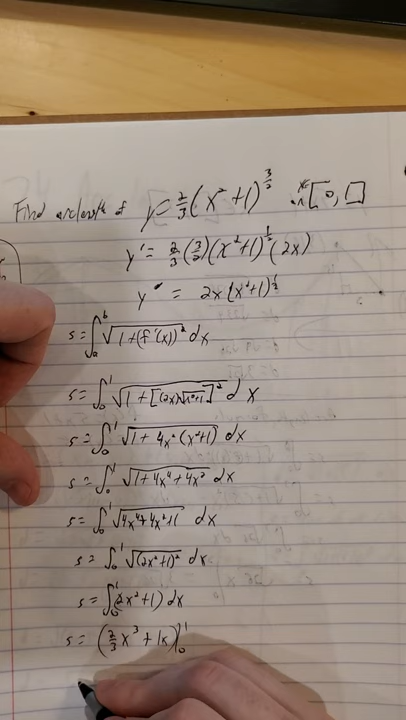 Find arclength of y = 2/3 (x² + 1)^(3/2) on [0, 1]
y' = 2/3 (3/2)(x² + 1)^(1/2) (2x)
y' = 2x (x² + 1)^(1/2)
s = ∫ₐᵇ √(1 + (f'(x))²) dx
s = ∫₀¹ √(1 + [(2x)√(x²+1)]²) dx
s = ∫₀¹ √(1 + 4x² (x² + 1)) dx
s = ∫₀¹ √(1 + 4x⁴ + 4x²) dx
s = ∫₀¹ √(4x⁴ + 4x² + 1) dx
s = ∫₀¹ √((2x² + 1)²) dx
s = ∫₀¹ (2x² + 1) dx
s = (2/3 x³ + 1x)|₀¹